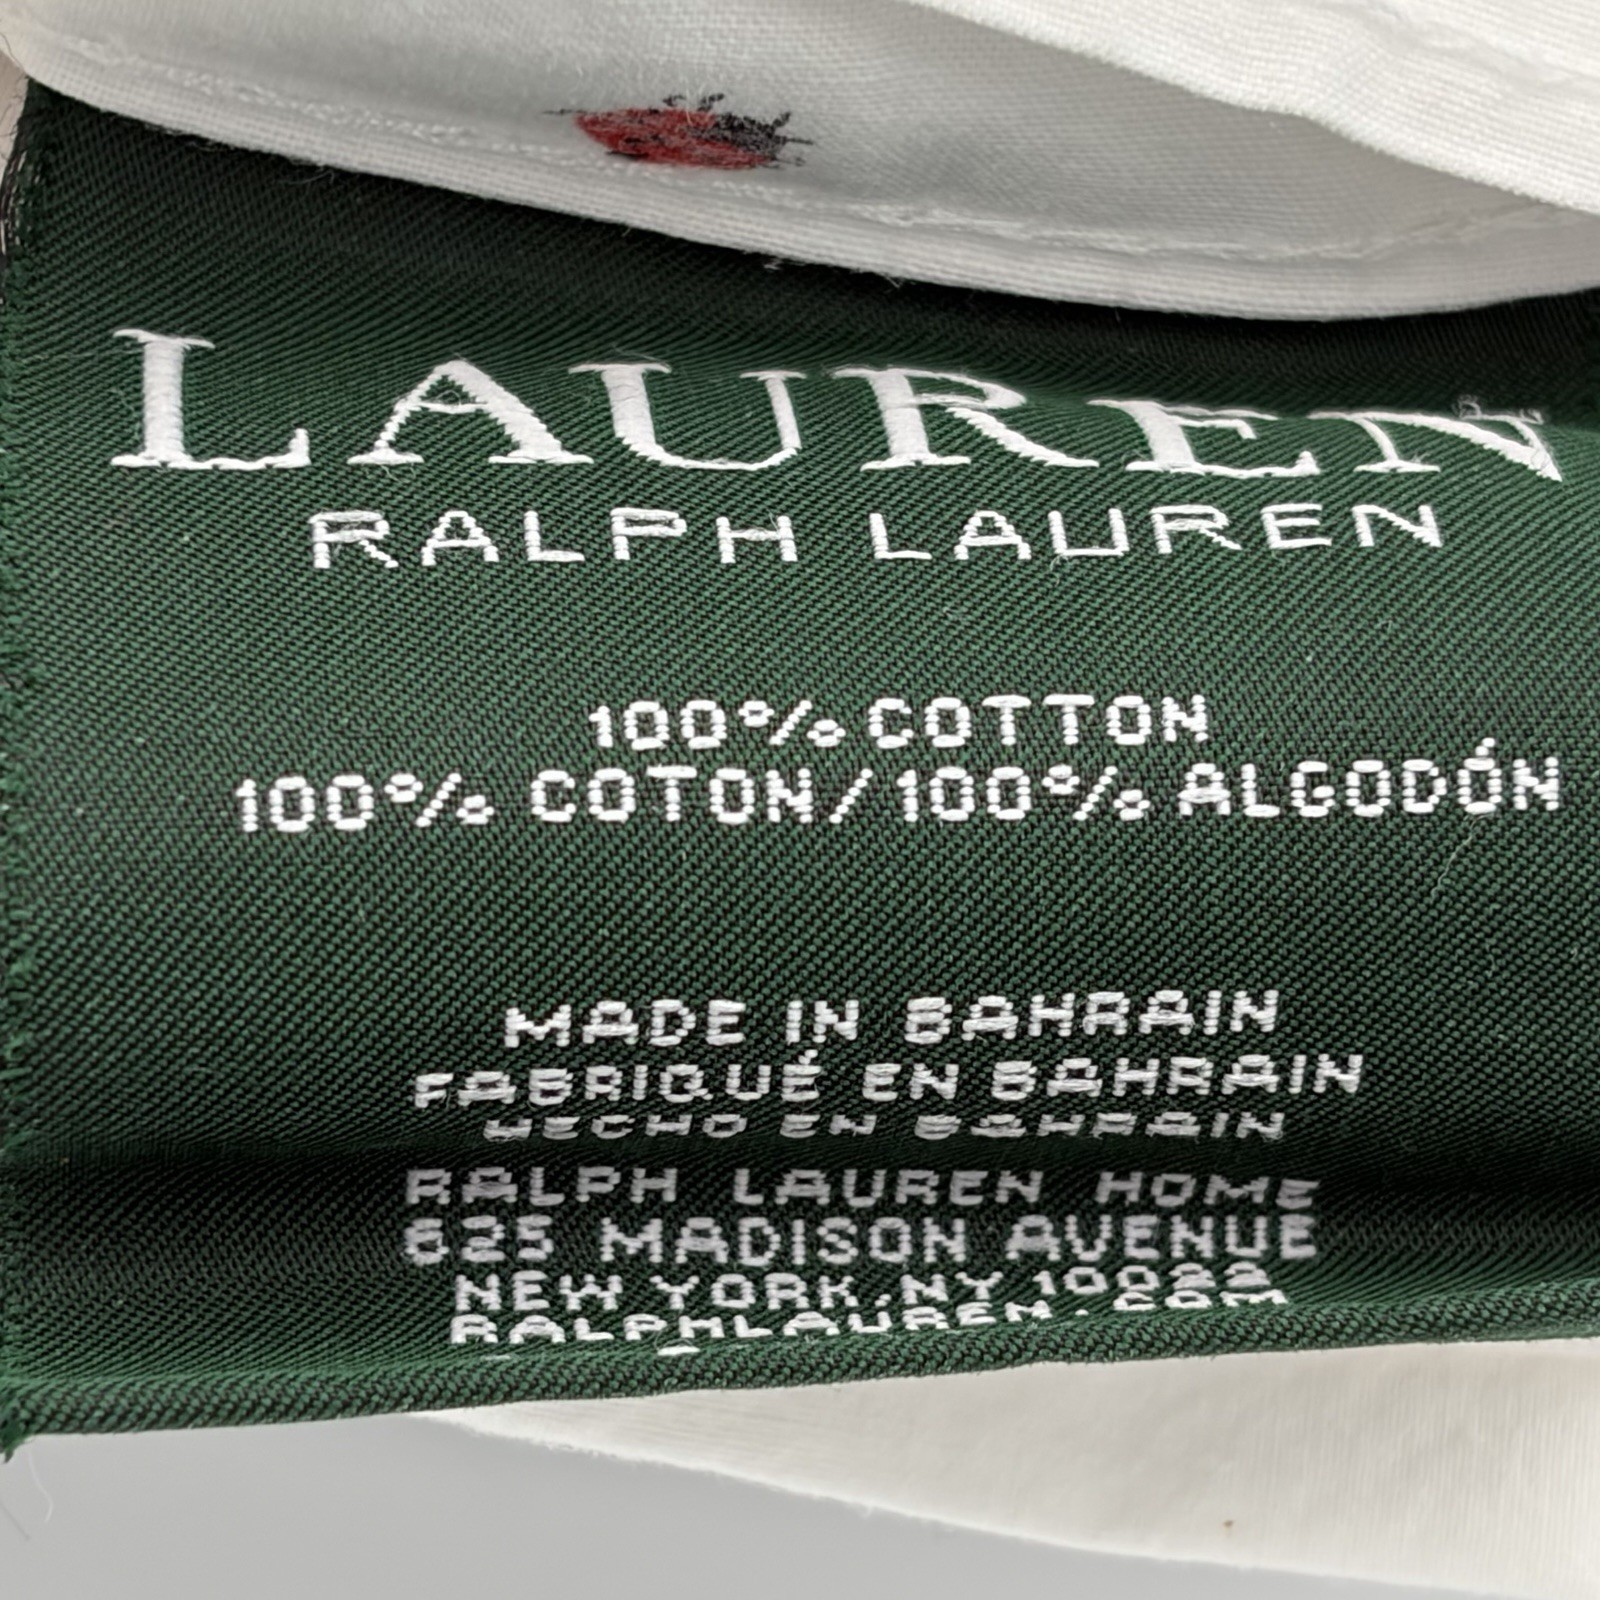 LAUREN
RALPH LAUREN
100% COTTON
100% COTON/100% ALGODÓN
MADE IN BAHRAIN
FABRIQUÉ EN BAHRAIN
HECHO EN BAHRAIN
RALPH LAUREN HOME
625 MADISON AVENUE
NEW YORK, NY 10022
RALPHLAUREN.COM